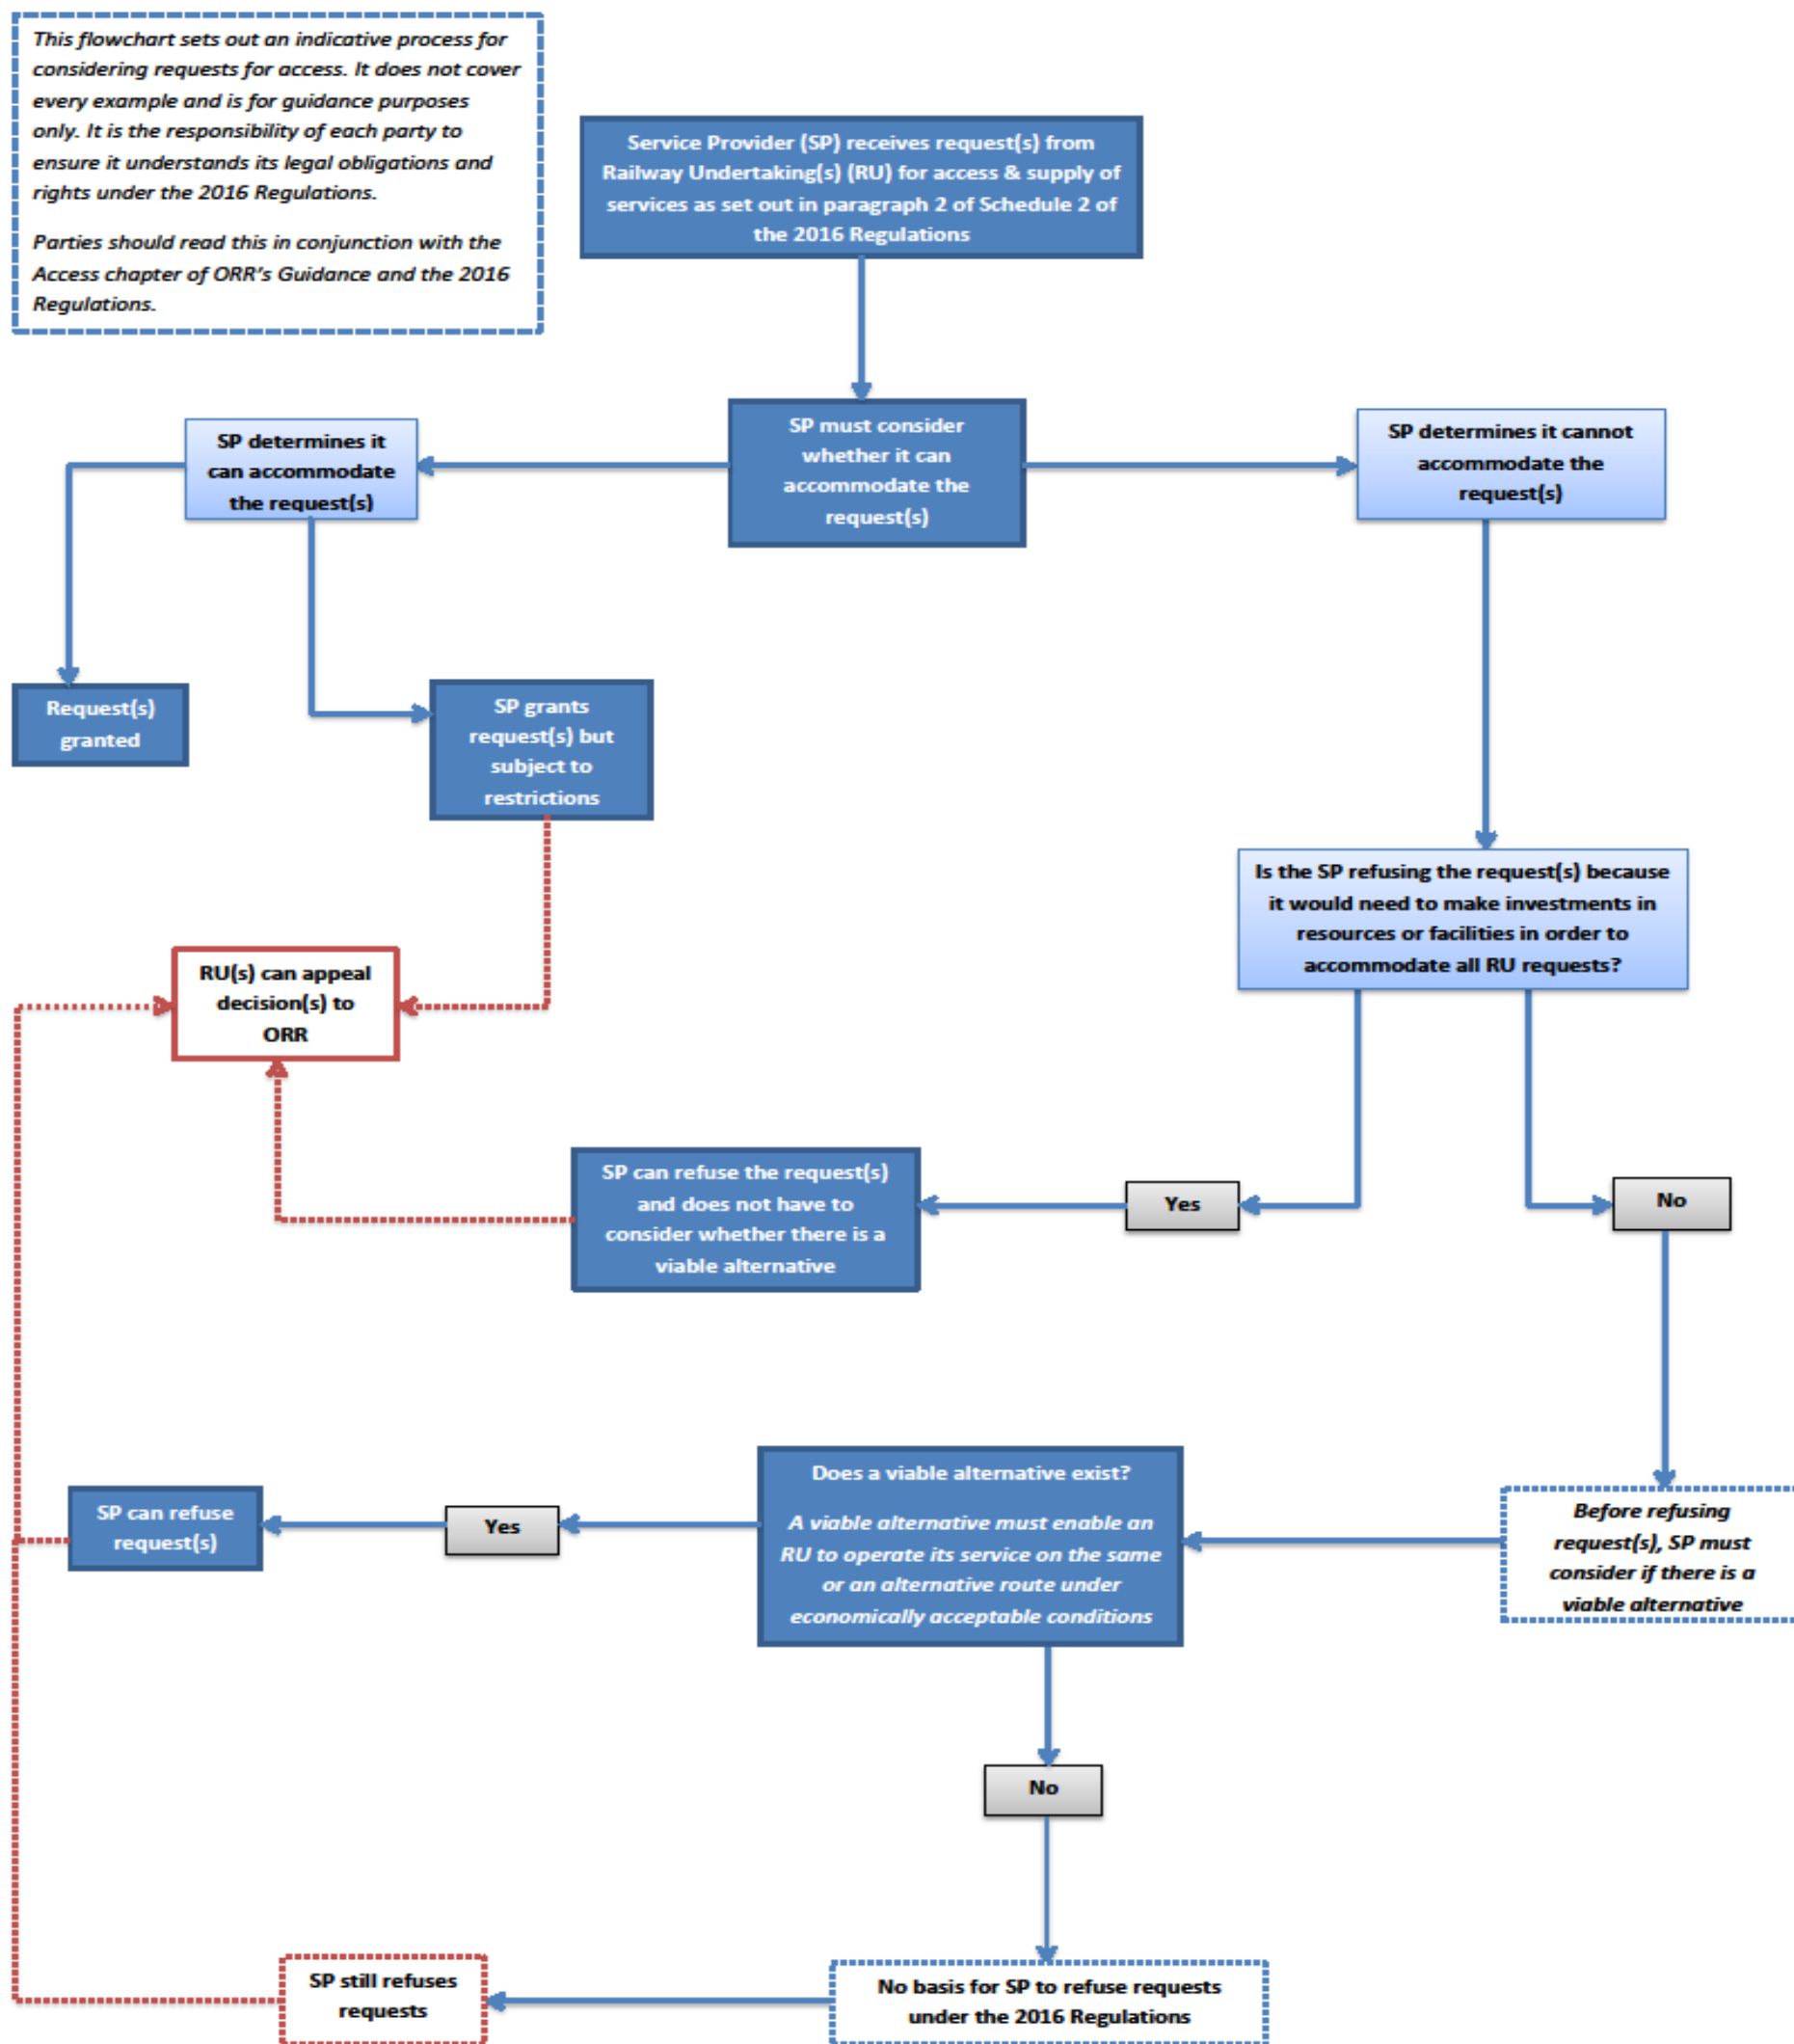 This flowchart sets out an indicative process for
considering requests for access. It does not cover
every example and is for guidance purposes
only. It is the responsibility of each party to
ensure it understands its legal obligations and
rights under the 2016 Regulations.
Parties should read this in conjunction with the
Access chapter of ORR's Guidance and the 2016
Regulations.
Service Provider (SP) receives request(s) from
Railway Undertaking(s) (RU) for access & supply of
services as set out in paragraph 2 of Schedule 2 of
the 2016 Regulations
SP determines it
can accommodate
the request(s)
SP must consider
whether it can
accommodate the
request(s)
SP determines it cannot
accommodate the
request(s)
Request(s)
granted
SP grants
request(s) but
subject to
restrictions
Is the SP refusing the request(s) because
it would need to make investments in
resources or facilities in order to
accommodate all RU requests?
RU(s) can appeal
decision(s) to
ORR
SP can refuse the request(s)
and does not have to
consider whether there is a
viable alternative
Yes
No
SP can refuse
request(s)
Yes
Does a viable alternative exist?
A viable alternative must enable an
RU to operate its service on the same
or an alternative route under
economically acceptable conditions
Before refusing
request(s), SP must
consider if there is a
viable alternative
No
SP still refuses
requests
No basis for SP to refuse requests
under the 2016 Regulations